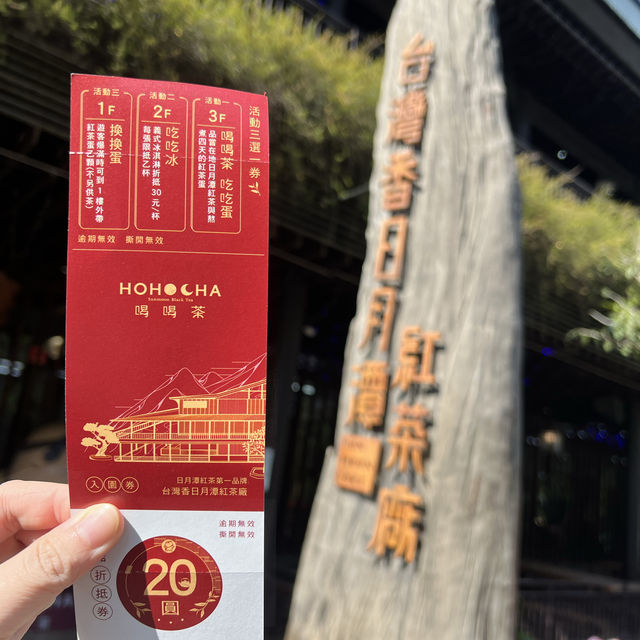 活動三選一券
活動一
3F
喝喝茶 吃吃蛋
品嘗在地日月潭紅茶與熬
煮四天的紅茶蛋
活動二
2F
吃吃冰
義式冰淇淋折抵30元/杯
每張限抵乙杯
活動三
1F
換換蛋
遊客爆滿時可到1樓外帶
紅茶蛋乙顆(不另供茶)
逾期無效 撕開無效
HOHOCHA
Sunmoon Black Tea
喝喝茶
入園券
日月潭紅茶第一品牌
台灣香日月潭紅茶廠
逾期無效
撕開無效
折抵券
20
圓
台灣香日月潭
紅茶廠